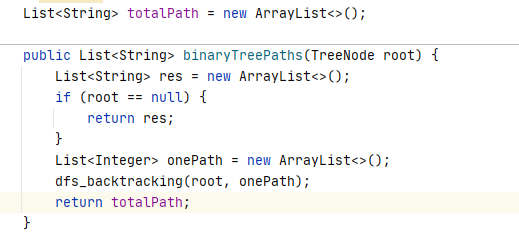 List<String> totalPath = new ArrayList<>();
public List<String> binaryTreePaths(TreeNode root) {
List<String> res = new ArrayList<>();
if (root == null) {
return res;
}
List<Integer> onePath = new ArrayList<>();
dfs_backtracking(root, onePath);
return totalPath;
}